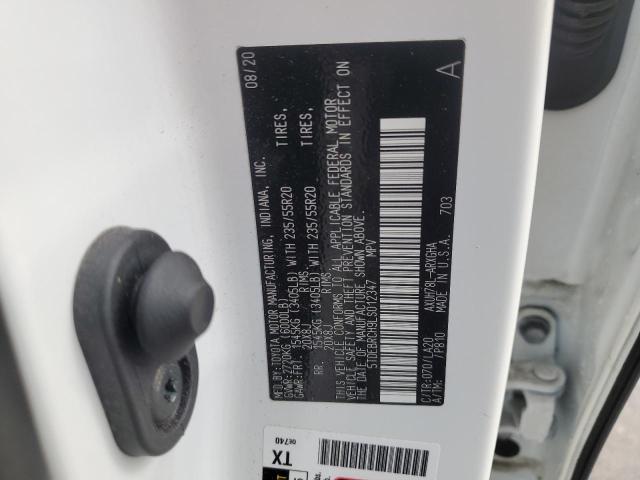 MFD. BY: TOYOTA MOTOR MANUFACTURING, INDIANA, INC. 08/20
GVWR: 2720KG (6000LB)
GAWR: FRT. 1545KG (3405LB) WITH 235/55R20 TIRES,
20X8J RIMS,
RR. 1545KG (3405LB) WITH 235/55R20 TIRES,
20X8J RIMS
THIS VEHICLE CONFORMS TO ALL APPLICABLE FEDERAL MOTOR
VEHICLE SAFETY AND THEFT PREVENTION STANDARDS IN EFFECT ON
THE DATE OF MANUFACTURE SHOWN ABOVE.
5TDEBRCH9LS012347 MPV
A
C/TR: 070/LA20 AXUH78L-ARXGHA
A/TM: /P810 MADE IN U.S.A. 703
0E740
TX